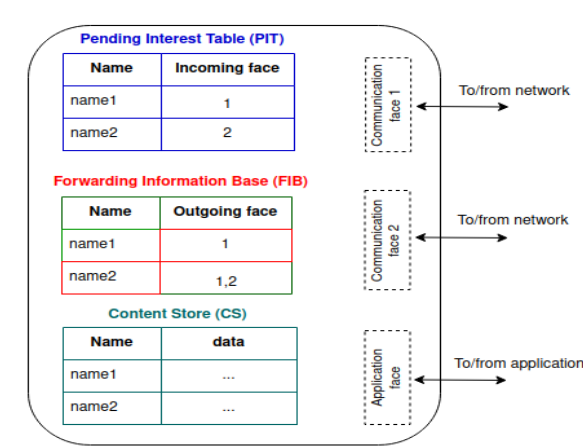 Pending Interest Table (PIT)
Name Incoming face
name1 1
name2 2
Communication
face 1
To/from network
Forwarding Information Base (FIB)
Name Outgoing face
name1 1
name2 1,2
Communication
face 2
To/from network
Content Store (CS)
Name data
name1 ...
name2 ...
Application
face
To/from application